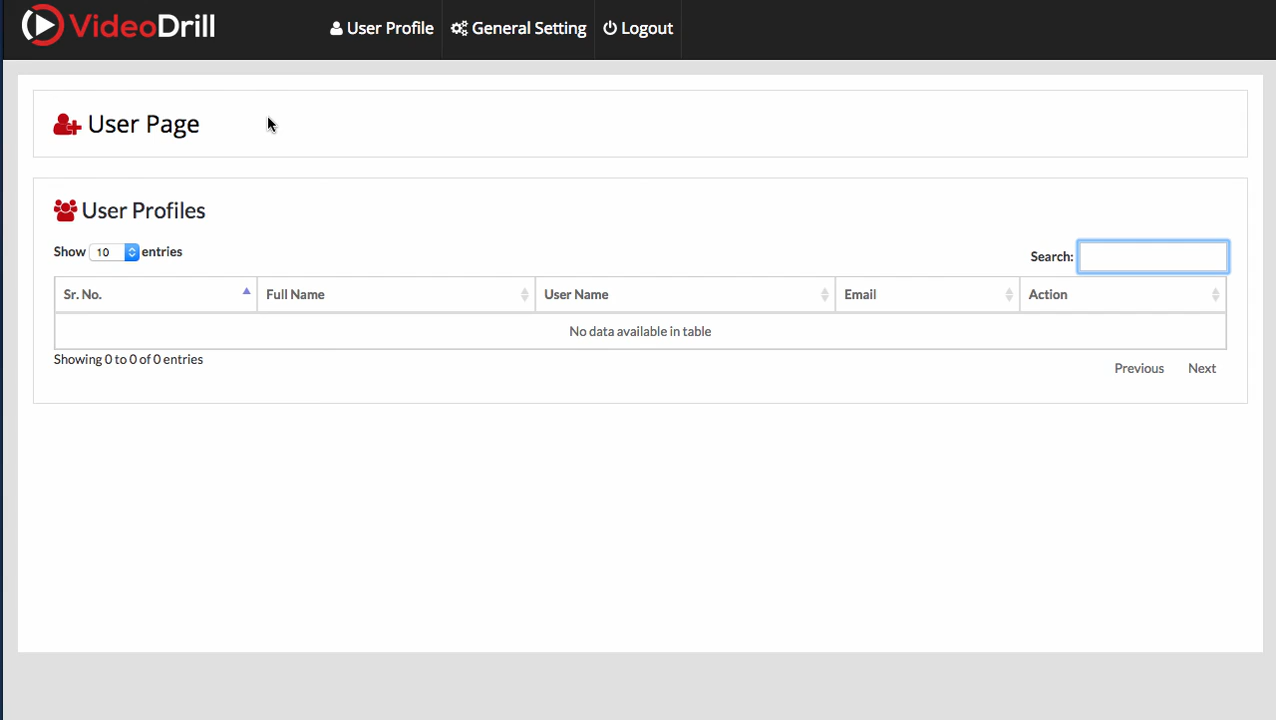 VideoDrill
User Profile General Setting Logout
User Page
User Profiles
Show 10 entries
Search:
Sr. No. Full Name User Name Email Action
No data available in table
Showing 0 to 0 of 0 entries
Previous Next